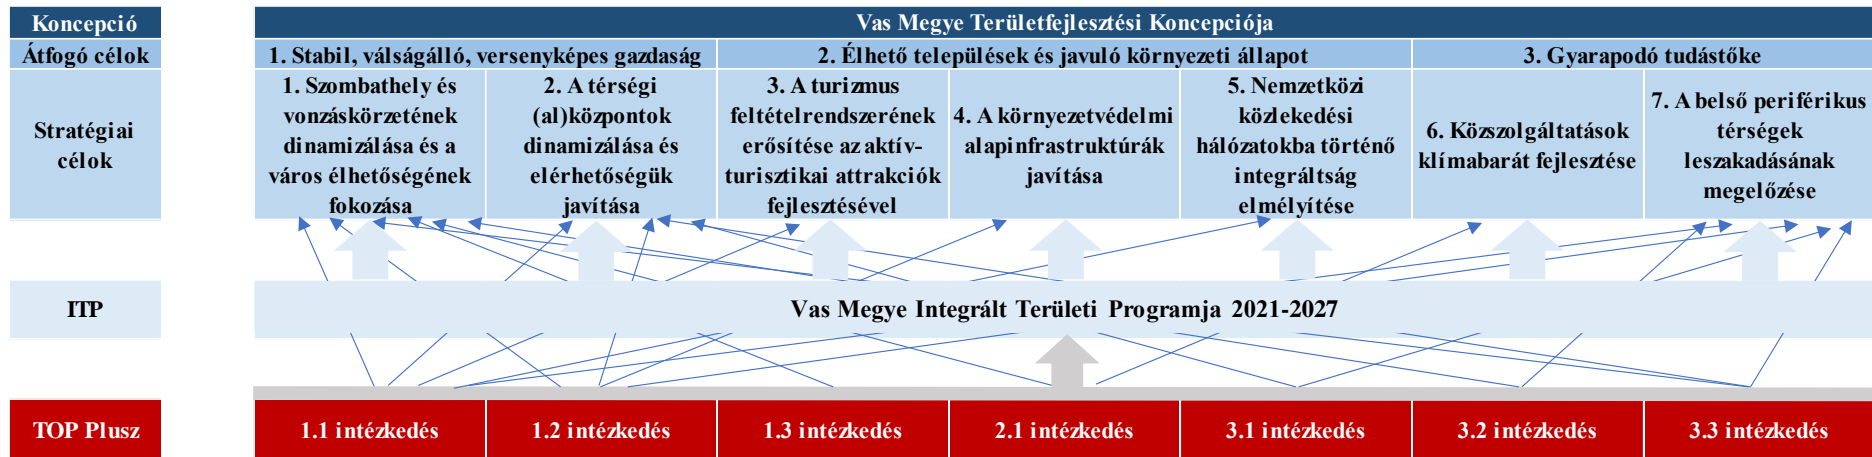 Koncepció
Vas Megye Területfejlesztési Koncepciója
Átfogó célok
1. Stabil, válságálló, versenyképes gazdaság
2. Élhető települések és javuló környezeti állapot
3. Gyarapodó tudástőke
Stratégiai
célok
1. Szombathely és
vonzáskörzetének
dinamizálása és a
város élhetőségének
fokozása
2. A térségi
(al)központok
dinamizálása és
elérhetőségük
javítása
3. A turizmus
feltételrendszerének
erősítése az aktív-
turisztikai attrakciók
fejlesztésével
4. A környezetvédelmi
alapinfrastruktúrák
javítása
5. Nemzetközi
közlekedési
hálózatokba történő
integráltság
elmélyítése
6. Közszolgáltatások
klímabarát fejlesztése
7. A belső periférikus
térségek
leszakadásának
megelőzése
ITP
Vas Megye Integrált Területi Programja 2021-2027
TOP Plusz
1.1 intézkedés
1.2 intézkedés
1.3 intézkedés
2.1 intézkedés
3.1 intézkedés
3.2 intézkedés
3.3 intézkedés